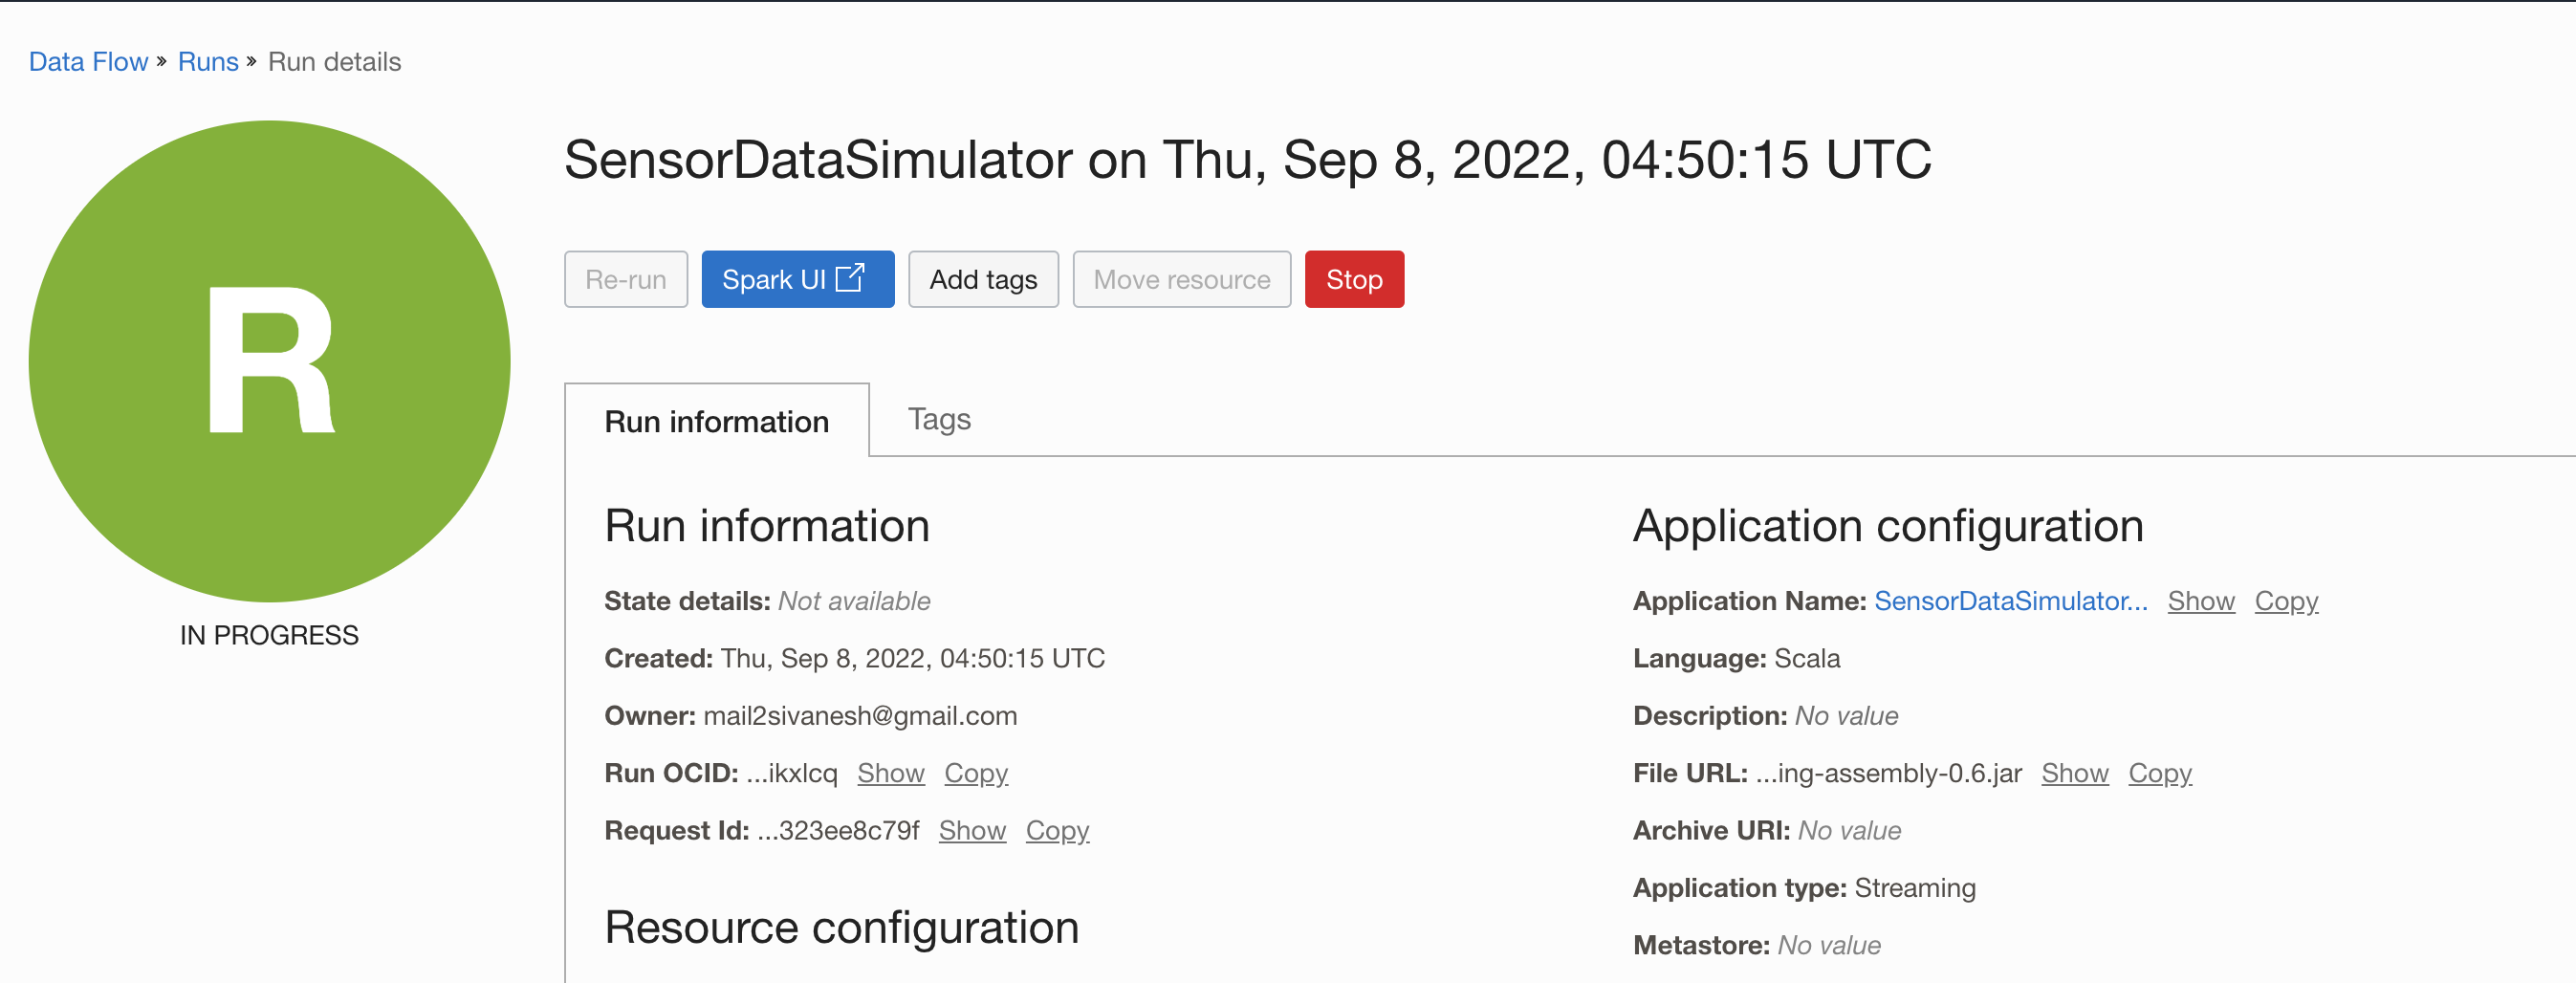 Data Flow » Runs » Run details
R
IN PROGRESS
SensorDataSimulator on Thu, Sep 8, 2022, 04:50:15 UTC
Re-run Spark UI Add tags Move resource Stop
Run information Tags
Run information
State details: Not available
Created: Thu, Sep 8, 2022, 04:50:15 UTC
Owner: mail2sivanesh@gmail.com
Run OCID: ...ikxlcq Show Copy
Request Id: ...323ee8c79f Show Copy
Resource configuration
Application configuration
Application Name: SensorDataSimulator... Show Copy
Language: Scala
Description: No value
File URL: ...ing-assembly-0.6.jar Show Copy
Archive URI: No value
Application type: Streaming
Metastore: No value